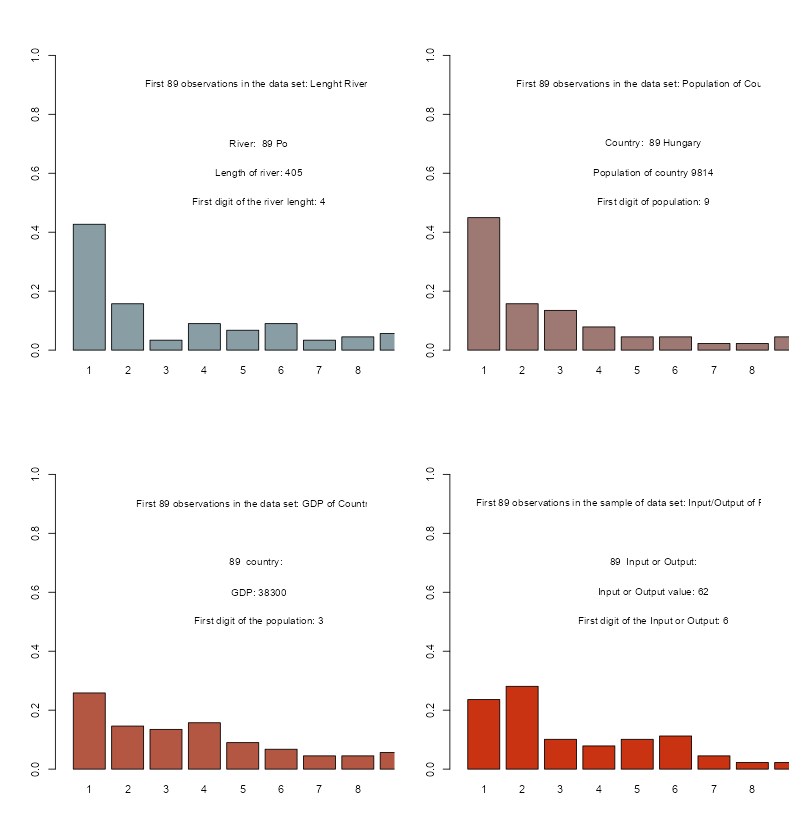 First 89 observations in the data set: Lenght River
River: 89 Po
Length of river: 405
First digit of the river lenght: 4
0.0 0.2 0.4 0.6 0.8 1.0
1 2 3 4 5 6 7 8
First 89 observations in the data set: Population of Cou
Country: 89 Hungary
Population of country 9814
First digit of population: 9
0.0 0.2 0.4 0.6 0.8 1.0
1 2 3 4 5 6 7 8
First 89 observations in the data set: GDP of Count
89 country:
GDP: 38300
First digit of the population: 3
0.0 0.2 0.4 0.6 0.8 1.0
1 2 3 4 5 6 7 8
First 89 observations in the sample of data set: Input/Output of
89 Input or Output:
Input or Output value: 62
First digit of the Input or Output: 6
0.0 0.2 0.4 0.6 0.8 1.0
1 2 3 4 5 6 7 8